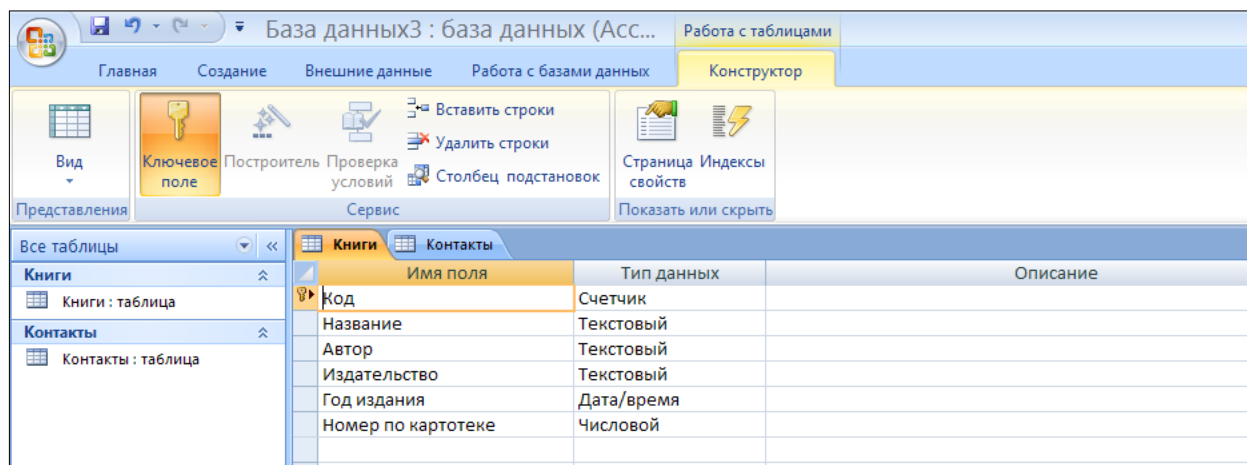 База данных3 : база данных (Acc... Работа с таблицами
Главная Создание Внешние данные Работа с базами данных Конструктор
Вид
Ключевое поле
Построитель
Проверка условий
Вставить строки
Удалить строки
Столбец подстановок
Страница свойств
Индексы
Представления Сервис Показать или скрыть
Все таблицы
Книги
Книги : таблица
Контакты
Контакты : таблица
Книги Контакты
Имя поля Тип данных Описание
Код Счетчик
Название Текстовый
Автор Текстовый
Издательство Текстовый
Год издания Дата/время
Номер по картотеке Числовой